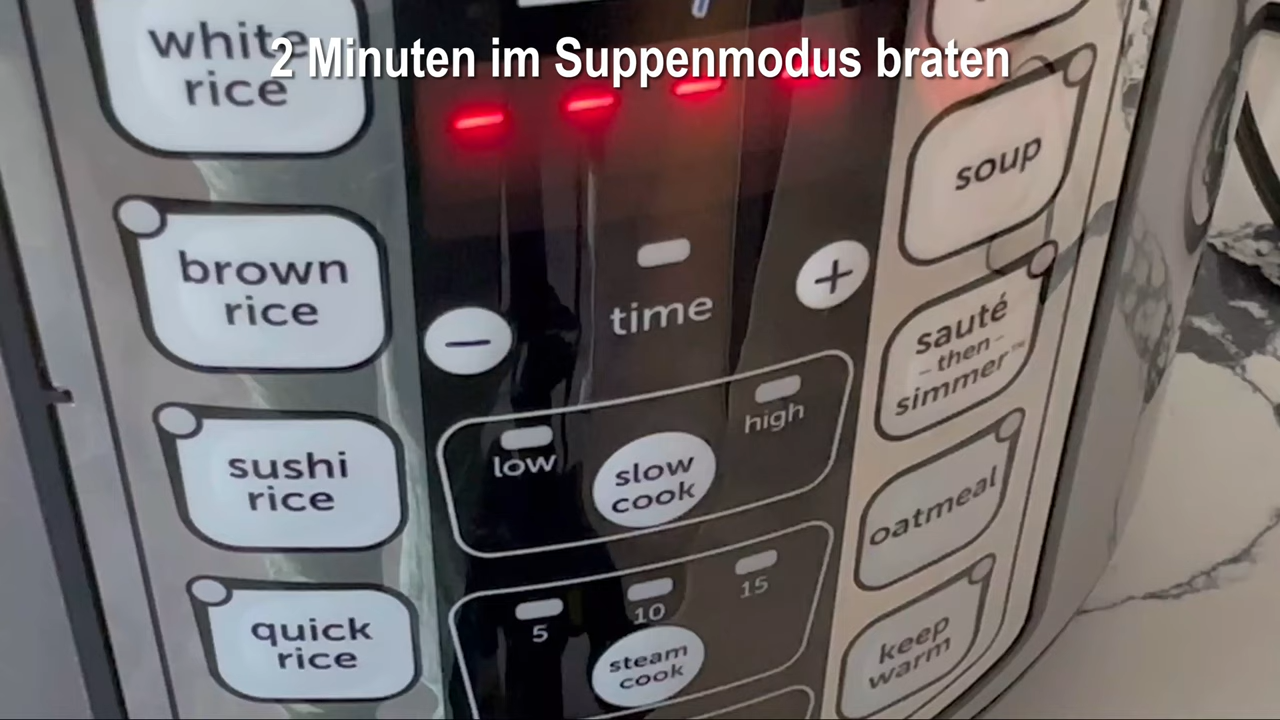 2 Minuten im Suppenmodus braten
white
rice
soup
brown
rice
time
+
−
sauté
- then -
simmer™
low
high
slow
cook
sushi
rice
oatmeal
5
10
15
steam
cook
quick
rice
keep
warm